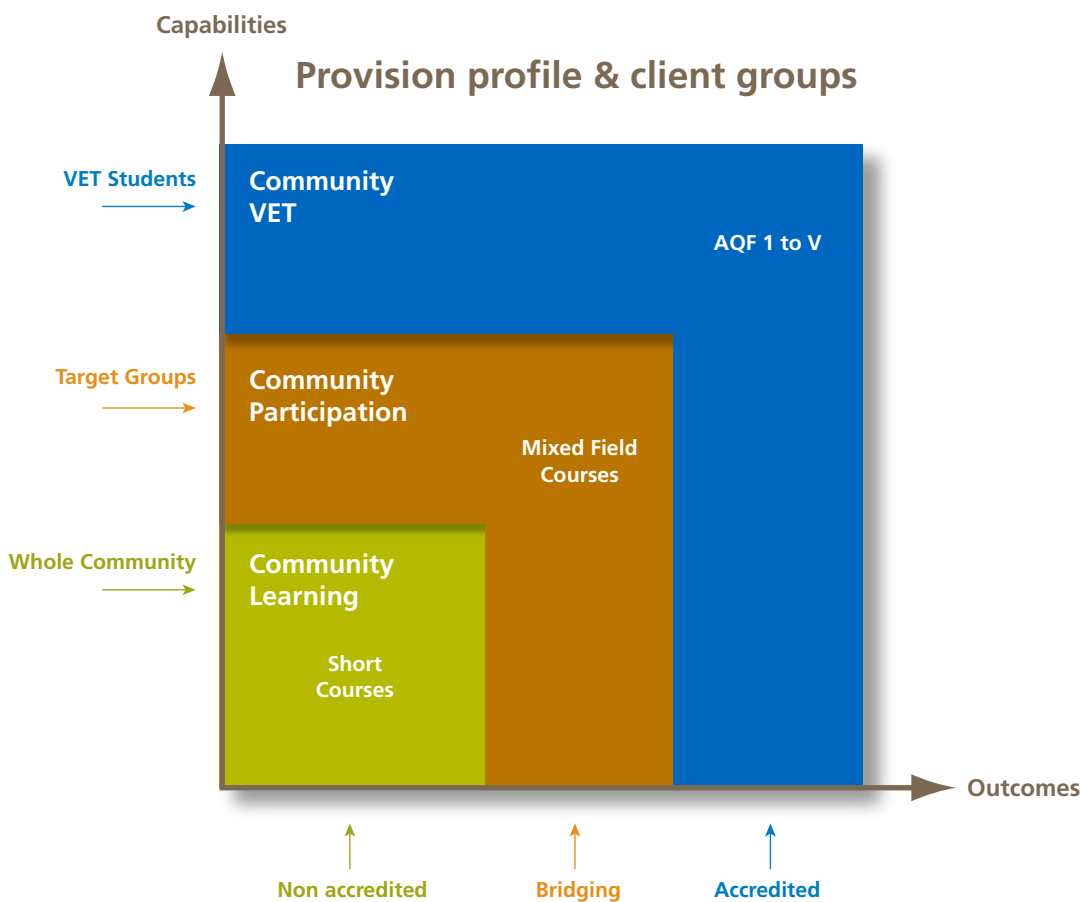 Capabilities
Provision profile & client groups
VET Students
Community
VET
AQF 1 to V
Target Groups
Community
Participation
Mixed Field
Courses
Whole Community
Community
Learning
Short
Courses
Outcomes
Non accredited
Bridging
Accredited